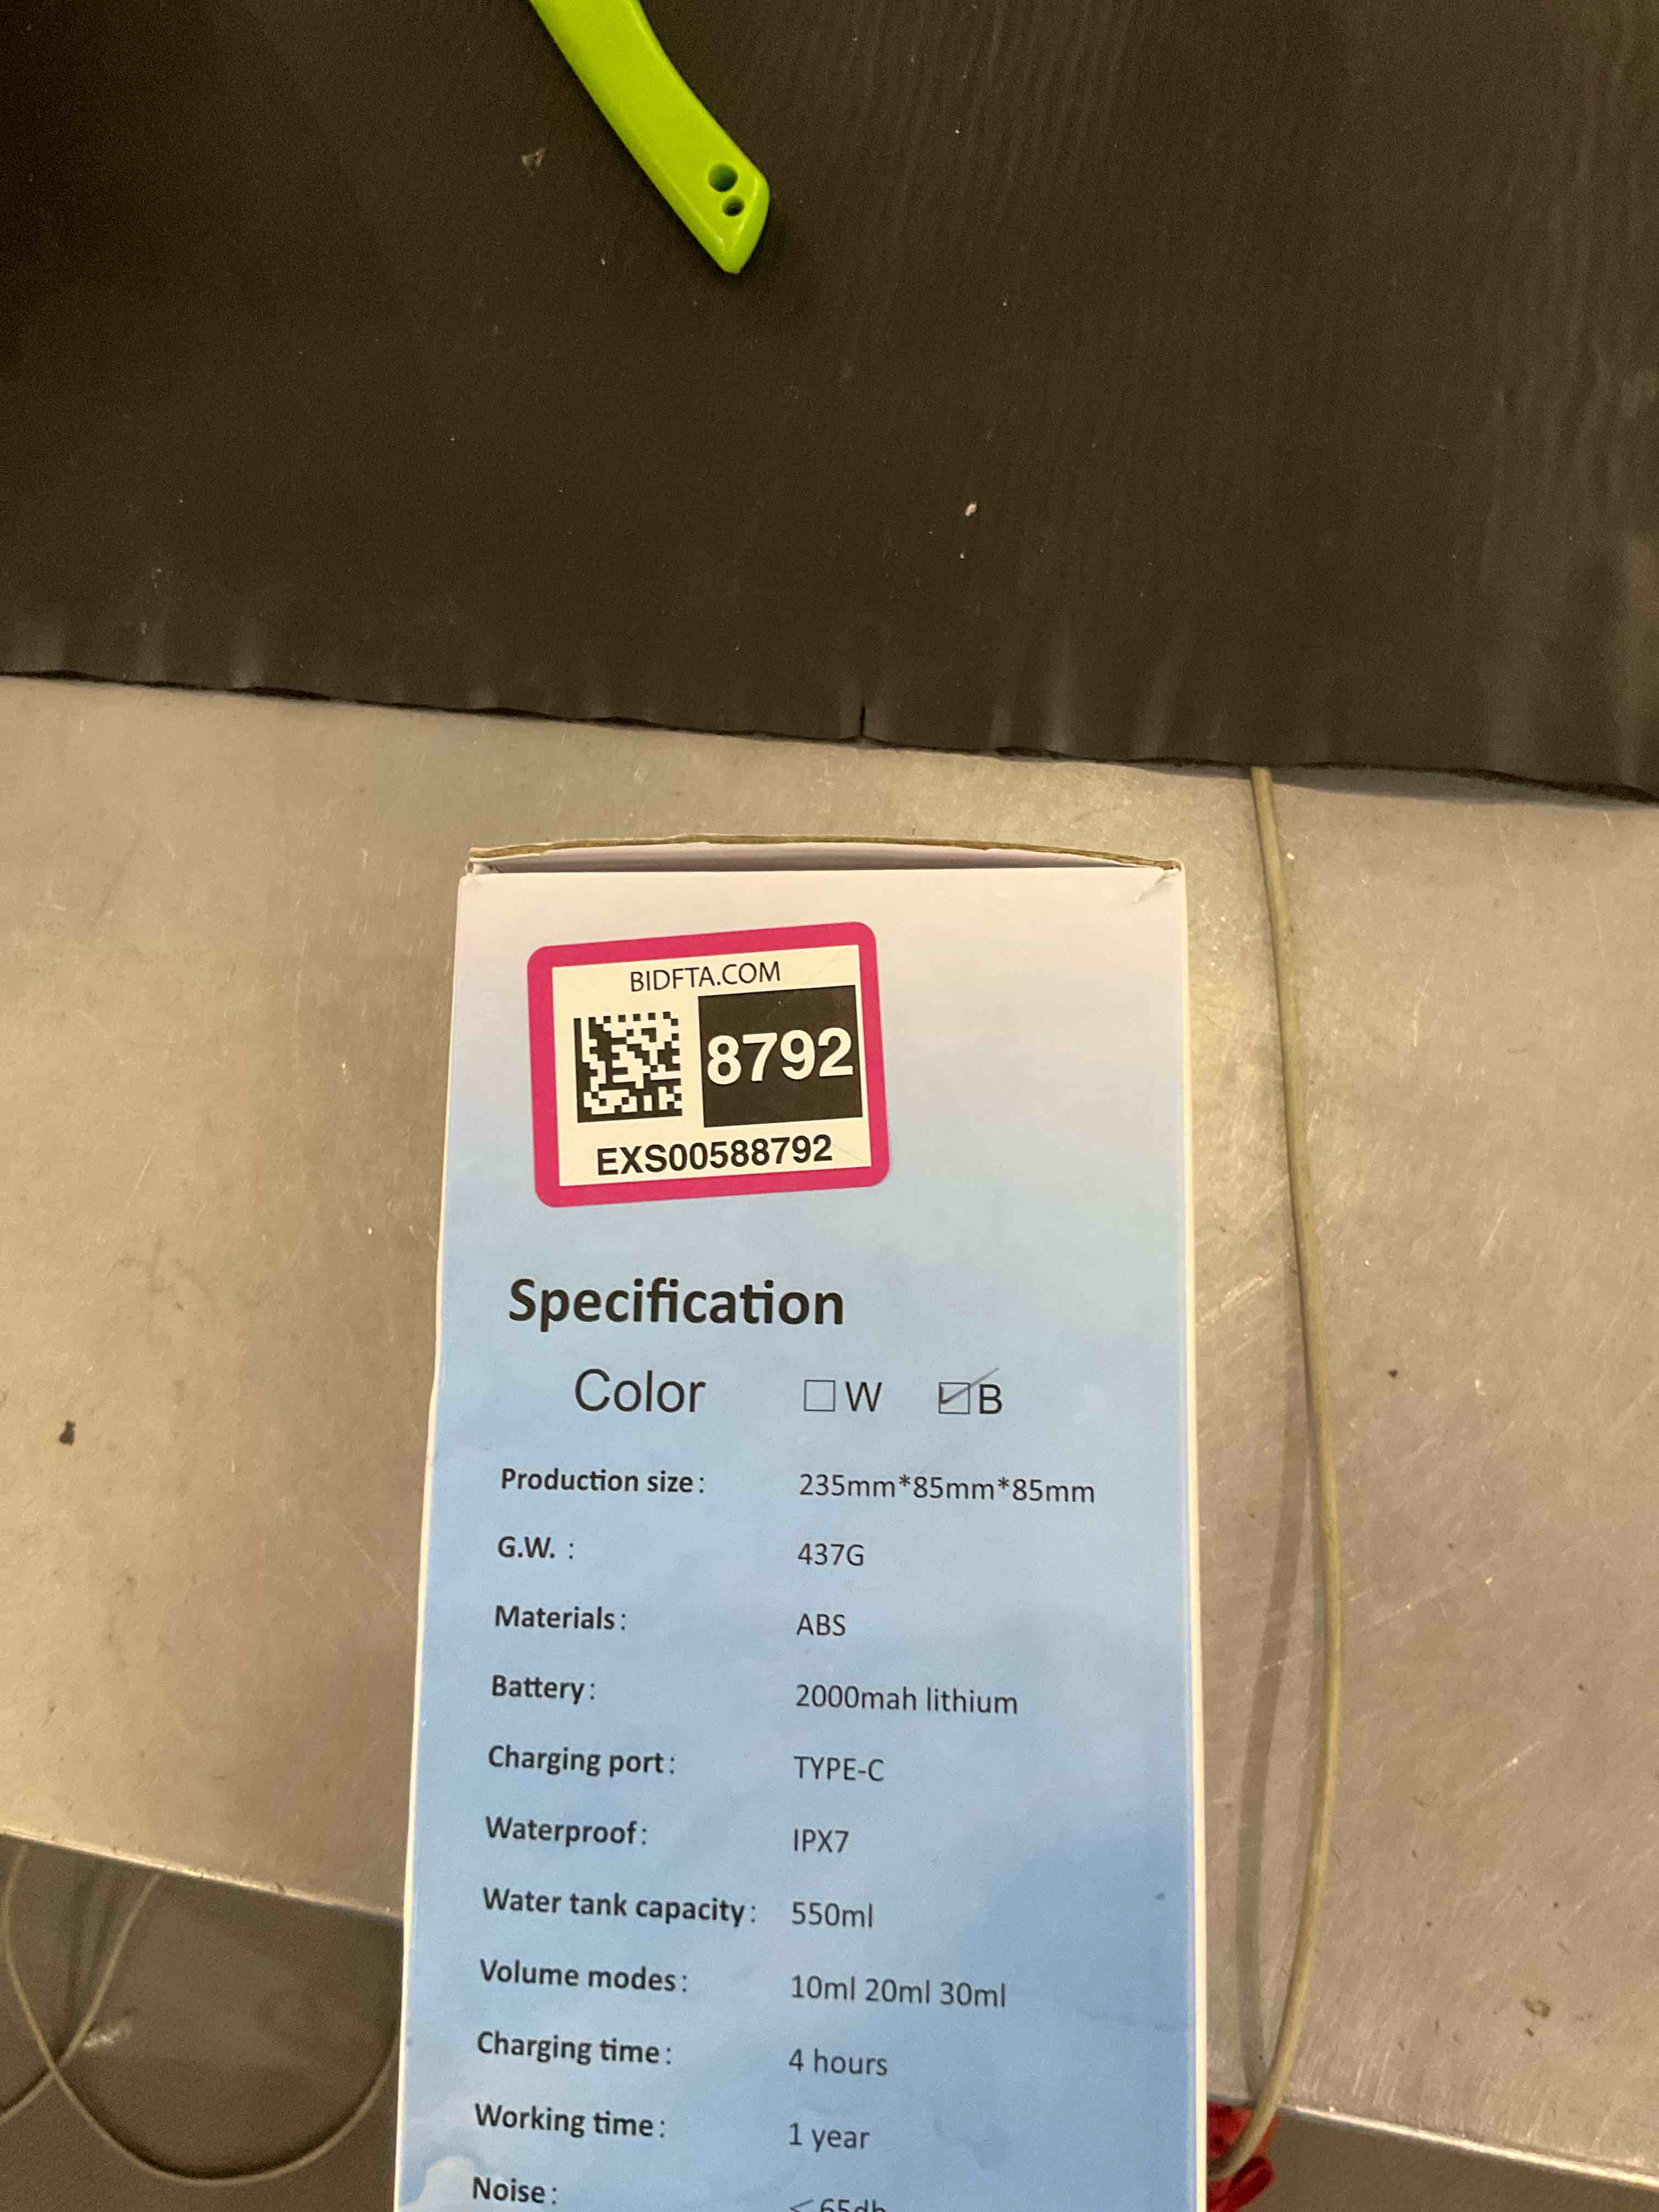 BIDFTA.COM
8792
EXS00588792
Specification
Color □ W ☑ B
Production size: 235mm*85mm*85mm
G.W. : 437G
Materials: ABS
Battery: 2000mah lithium
Charging port: TYPE-C
Waterproof: IPX7
Water tank capacity: 550ml
Volume modes: 10ml 20ml 30ml
Charging time: 4 hours
Working time: 1 year
Noise: <65db